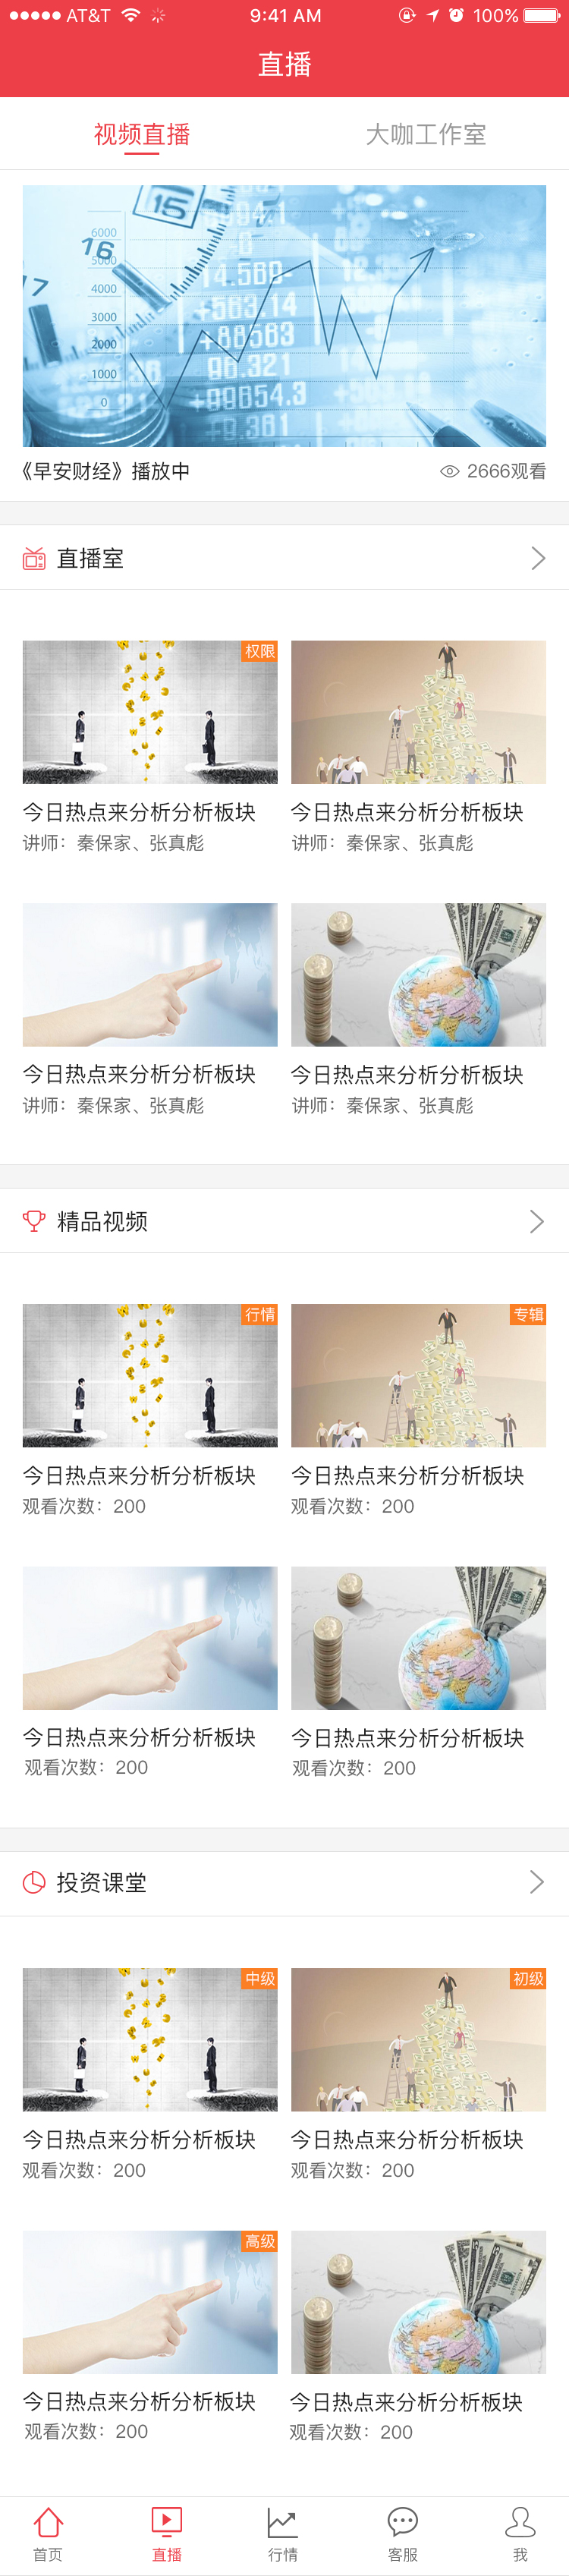 AT&T 9:41 AM 100%
直播
视频直播 大咖工作室
15
16
17
6000
5000
4000
3000
2000
1000
0
《早安财经》播放中 2666观看
直播室
权限
今日热点来分析分析板块 今日热点来分析分析板块
讲师：秦保家、张真彪 讲师：秦保家、张真彪
今日热点来分析分析板块 今日热点来分析分析板块
讲师：秦保家、张真彪 讲师：秦保家、张真彪
精品视频
行情 专辑
今日热点来分析分析板块 今日热点来分析分析板块
观看次数：200 观看次数：200
今日热点来分析分析板块 今日热点来分析分析板块
观看次数：200 观看次数：200
投资课堂
中级 初级
今日热点来分析分析板块 今日热点来分析分析板块
观看次数：200 观看次数：200
高级
今日热点来分析分析板块 今日热点来分析分析板块
观看次数：200 观看次数：200
首页 直播 行情 客服 我